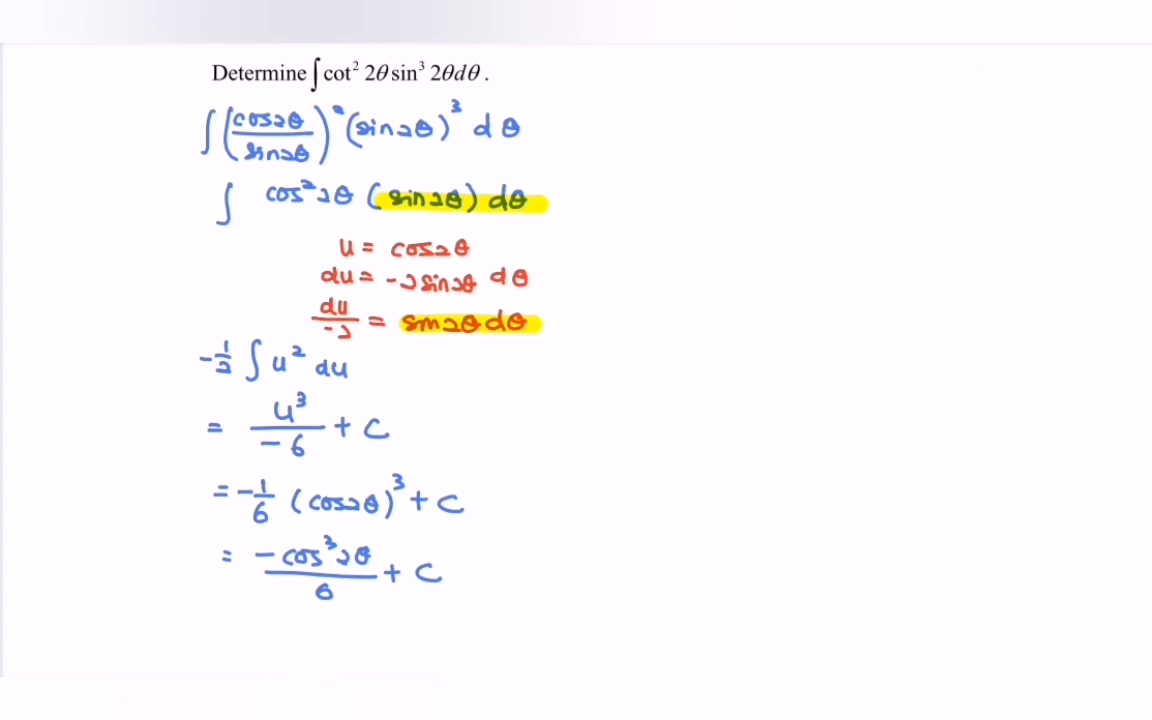 Determine ∫cot² 2θ sin³ 2θdθ .
∫ (cos2θ/sin2θ)² (sin2θ)³ dθ
∫ cos²2θ (sin2θ) dθ
u = cos2θ
du = -2 sin2θ dθ
du/-2 = sin2θ dθ
-1/2 ∫ u² du
= u³/-6 + c
= -1/6 (cos2θ)³ + c
= -cos³2θ/6 + c